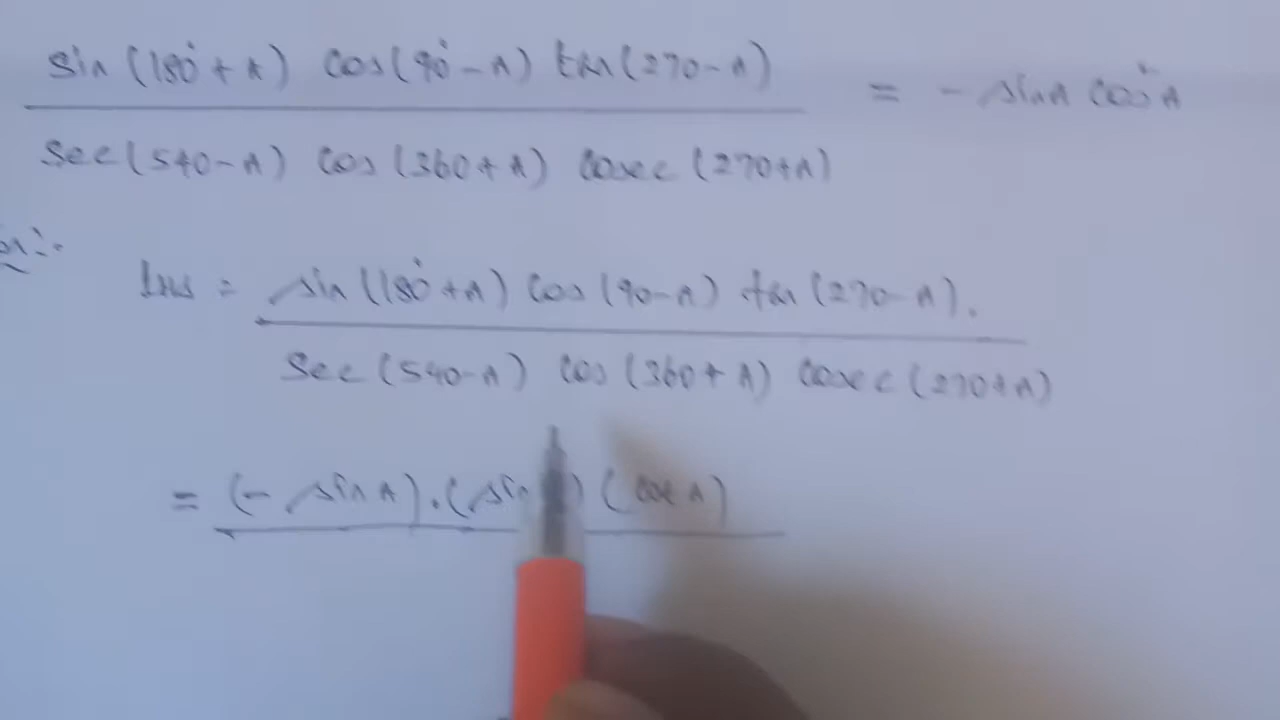 sin (180° + A) cos(90° - A) tan(270 - A)
= - sinA cos²A
sec(540-A) cos(360+A) cosec (270+A)
LHS = sin(180°+A) cos(90-A) tan(270-A).
sec(540-A) cos(360+A) cosec(270+A)
= (- sinA).(sin ) (cot A)